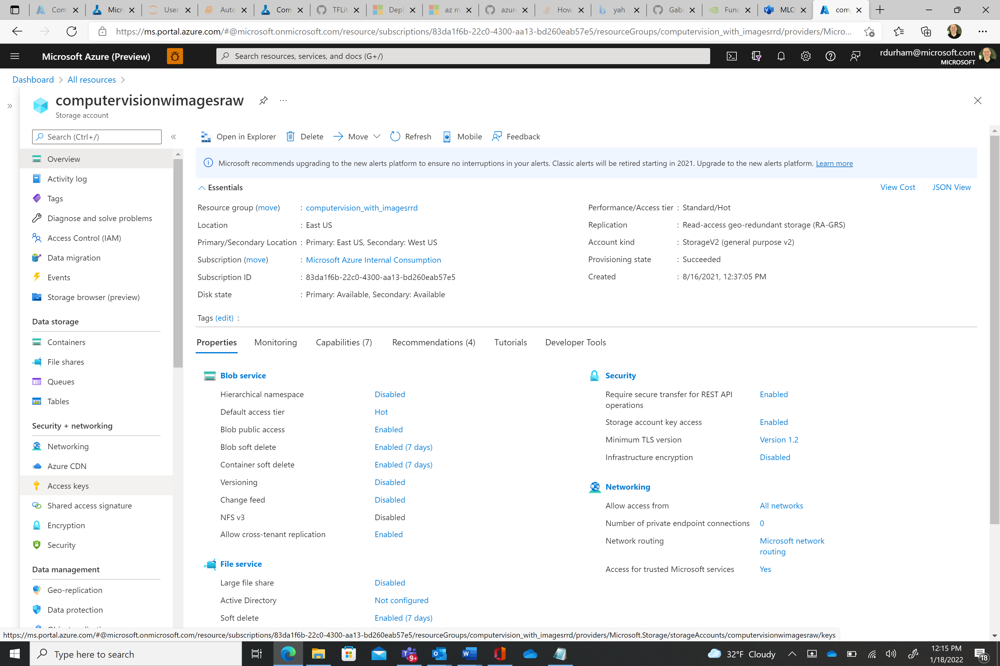 Com
Micr
User
Auto
Com
TFLit
Depl
az m
azure
How
yah
Gaba
Func
MLO
com
https://ms.portal.azure.com/#@microsoft.onmicrosoft.com/resource/subscriptions/83da1f6b-22c0-4300-aa13-bd260eab57e5/resourceGroups/computervision_with_imagesrrd/providers/Micro...
Microsoft Azure (Preview)
Search resources, services, and docs (G+/)
rdurham@microsoft.com
MICROSOFT
Dashboard > All resources >
computervisionwimagesraw
Storage account
Search (Ctrl+/)
Overview
Activity log
Tags
Diagnose and solve problems
Access Control (IAM)
Data migration
Events
Storage browser (preview)
Data storage
Containers
File shares
Queues
Tables
Security + networking
Networking
Azure CDN
Access keys
Shared access signature
Encryption
Security
Data management
Geo-replication
Data protection
Open in Explorer Delete Move Refresh Mobile Feedback
Microsoft recommends upgrading to the new alerts platform to ensure no interruptions in your alerts. Classic alerts will be retired starting in 2021. Upgrade to the new alerts platform. Learn more
Essentials
View Cost JSON View
Resource group (move) : computervision_with_imagesrrd
Location : East US
Primary/Secondary Location : Primary: East US, Secondary: West US
Subscription (move) : Microsoft Azure Internal Consumption
Subscription ID : 83da1f6b-22c0-4300-aa13-bd260eab57e5
Disk state : Primary: Available, Secondary: Available
Performance/Access tier : Standard/Hot
Replication : Read-access geo-redundant storage (RA-GRS)
Account kind : StorageV2 (general purpose v2)
Provisioning state : Succeeded
Created : 8/16/2021, 12:37:05 PM
Tags (edit) :
Properties Monitoring Capabilities (7) Recommendations (4) Tutorials Developer Tools
Blob service
Hierarchical namespace Disabled
Default access tier Hot
Blob public access Enabled
Blob soft delete Enabled (7 days)
Container soft delete Enabled (7 days)
Versioning Disabled
Change feed Disabled
NFS v3 Disabled
Allow cross-tenant replication Enabled
File service
Large file share Disabled
Active Directory Not configured
Soft delete Enabled (7 days)
Security
Require secure transfer for REST API Enabled
operations
Storage account key access Enabled
Minimum TLS version Version 1.2
Infrastructure encryption Disabled
Networking
Allow access from All networks
Number of private endpoint connections 0
Network routing Microsoft network
routing
Access for trusted Microsoft services Yes
https://ms.portal.azure.com/#@microsoft.onmicrosoft.com/resource/subscriptions/83da1f6b-22c0-4300-aa13-bd260eab57e5/resourceGroups/computervision_with_imagesrrd/providers/Microsoft.Storage/storageAccounts/computervisionwimagesraw/keys
Type here to search
9+
32°F Cloudy
12:15 PM
1/18/2022
18